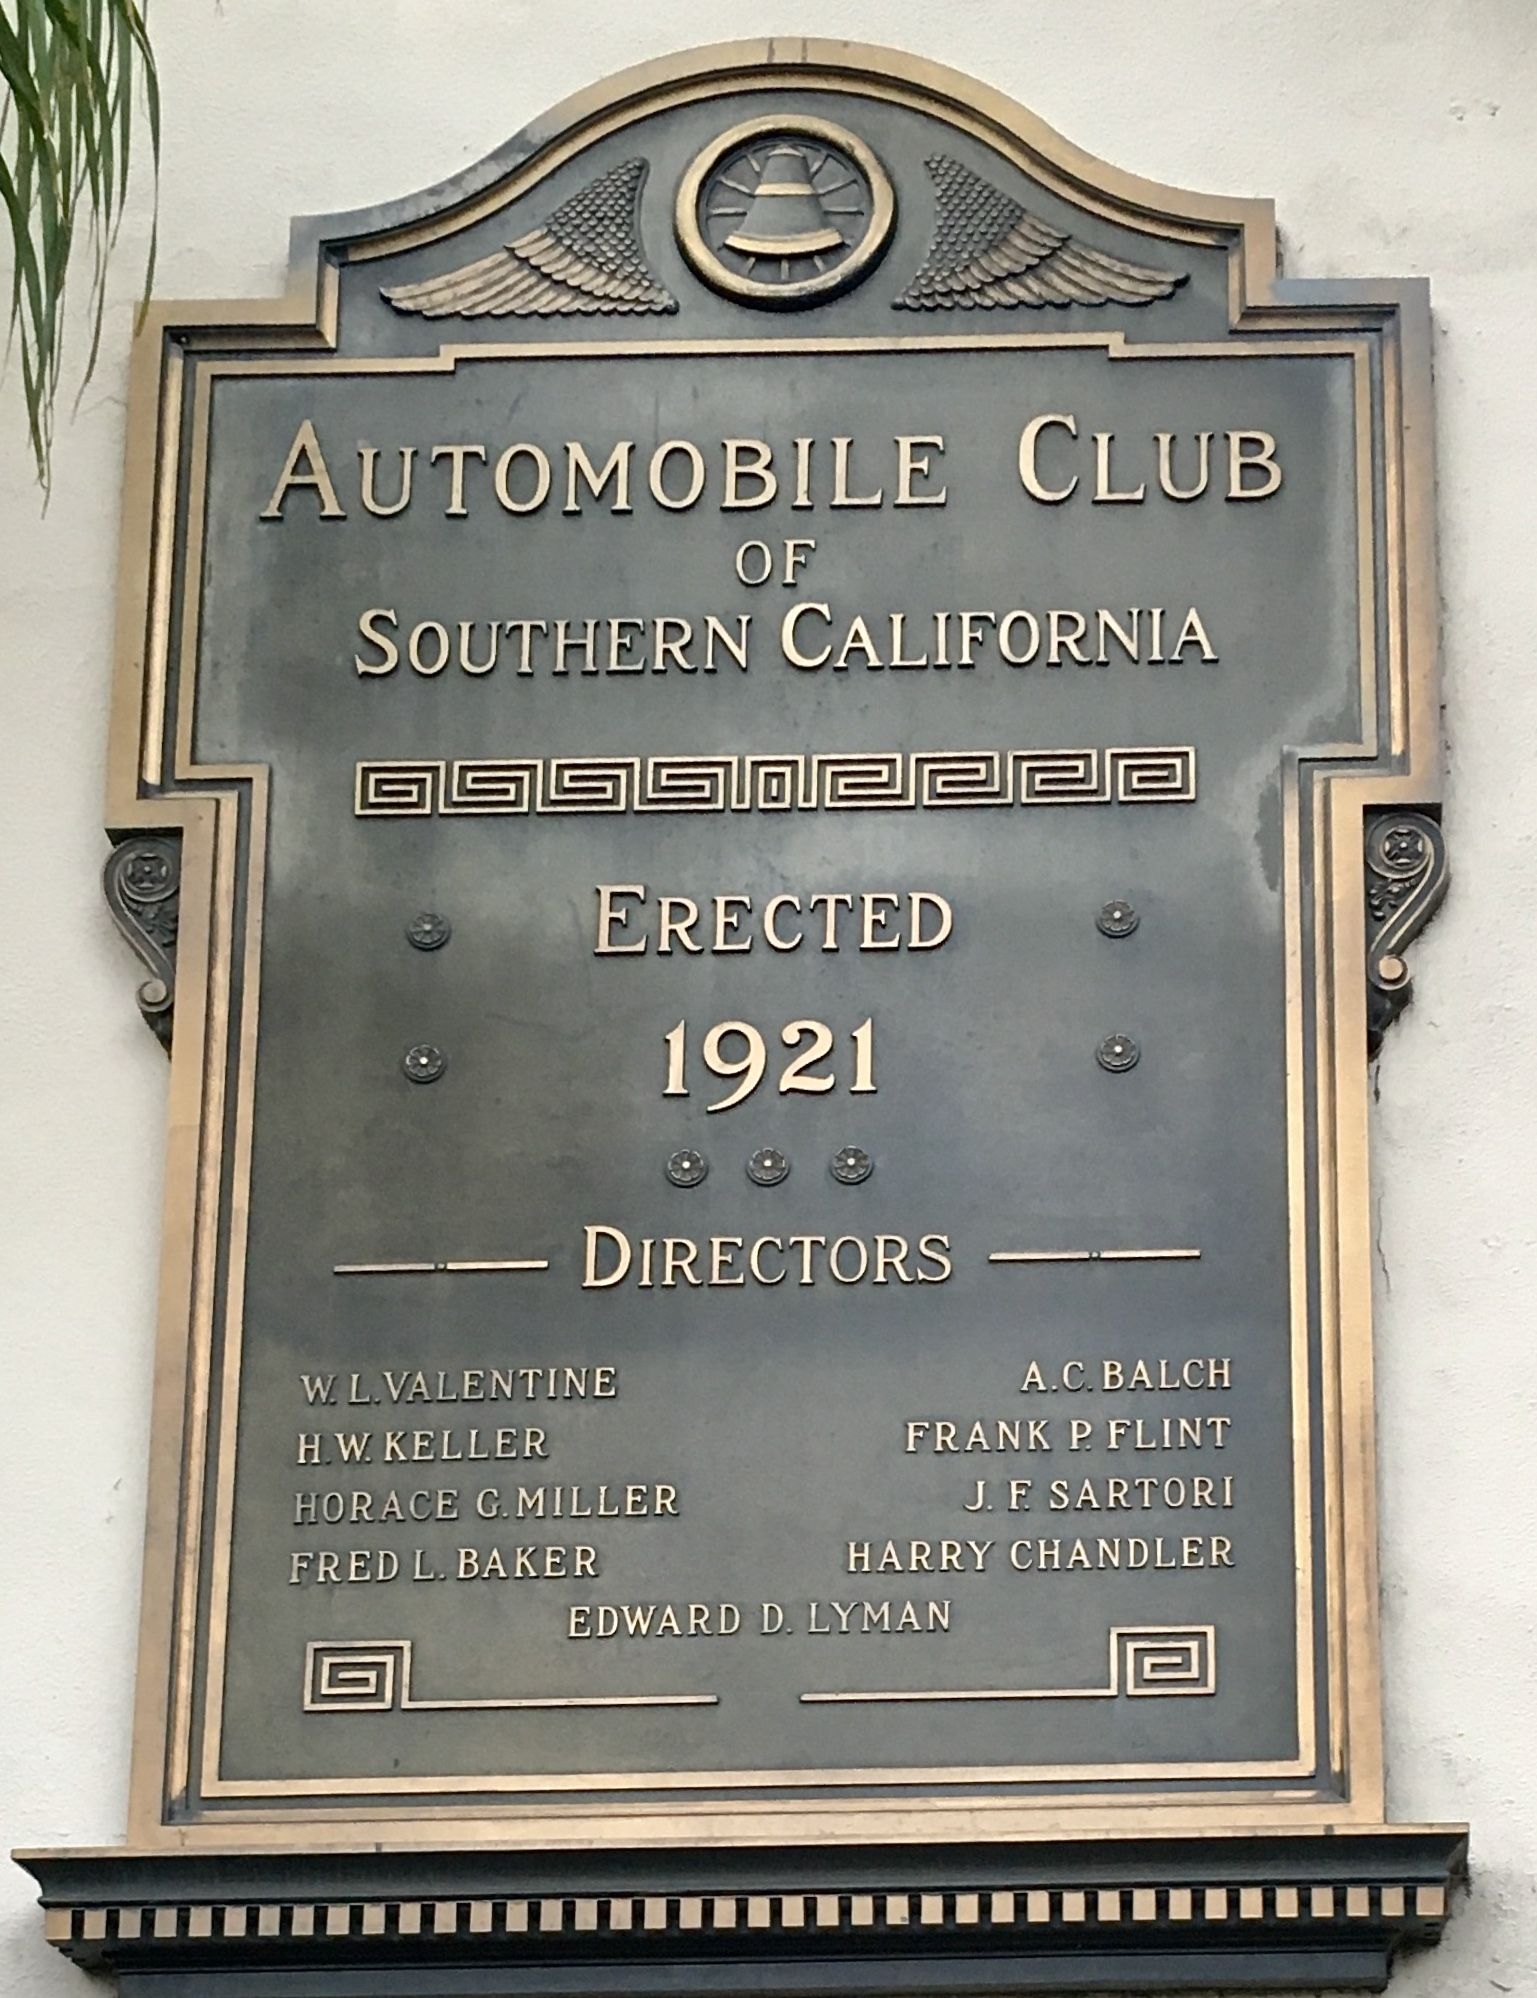 AUTOMOBILE CLUB
OF
SOUTHERN CALIFORNIA
ERECTED
1921
DIRECTORS
W. L. VALENTINE
A. C. BALCH
H. W. KELLER
FRANK P. FLINT
HORACE G. MILLER
J. F. SARTORI
FRED L. BAKER
HARRY CHANDLER
EDWARD D. LYMAN